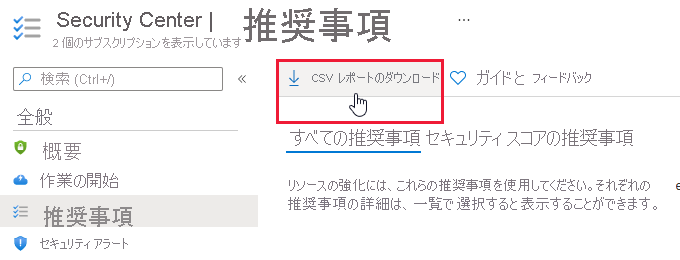 Security Center | 推奨事項 ...
2 個のサブスクリプションを表示しています
検索 (Ctrl+/) «
CSV レポートのダウンロード ガイドと フィードバック
全般
概要
作業の開始
推奨事項
セキュリティ アラート
すべての推奨事項 セキュリティ スコアの推奨事項
リソースの強化には、これらの推奨事項を使用してください。それぞれの
推奨事項の詳細は、一覧で選択すると表示することができます。
e